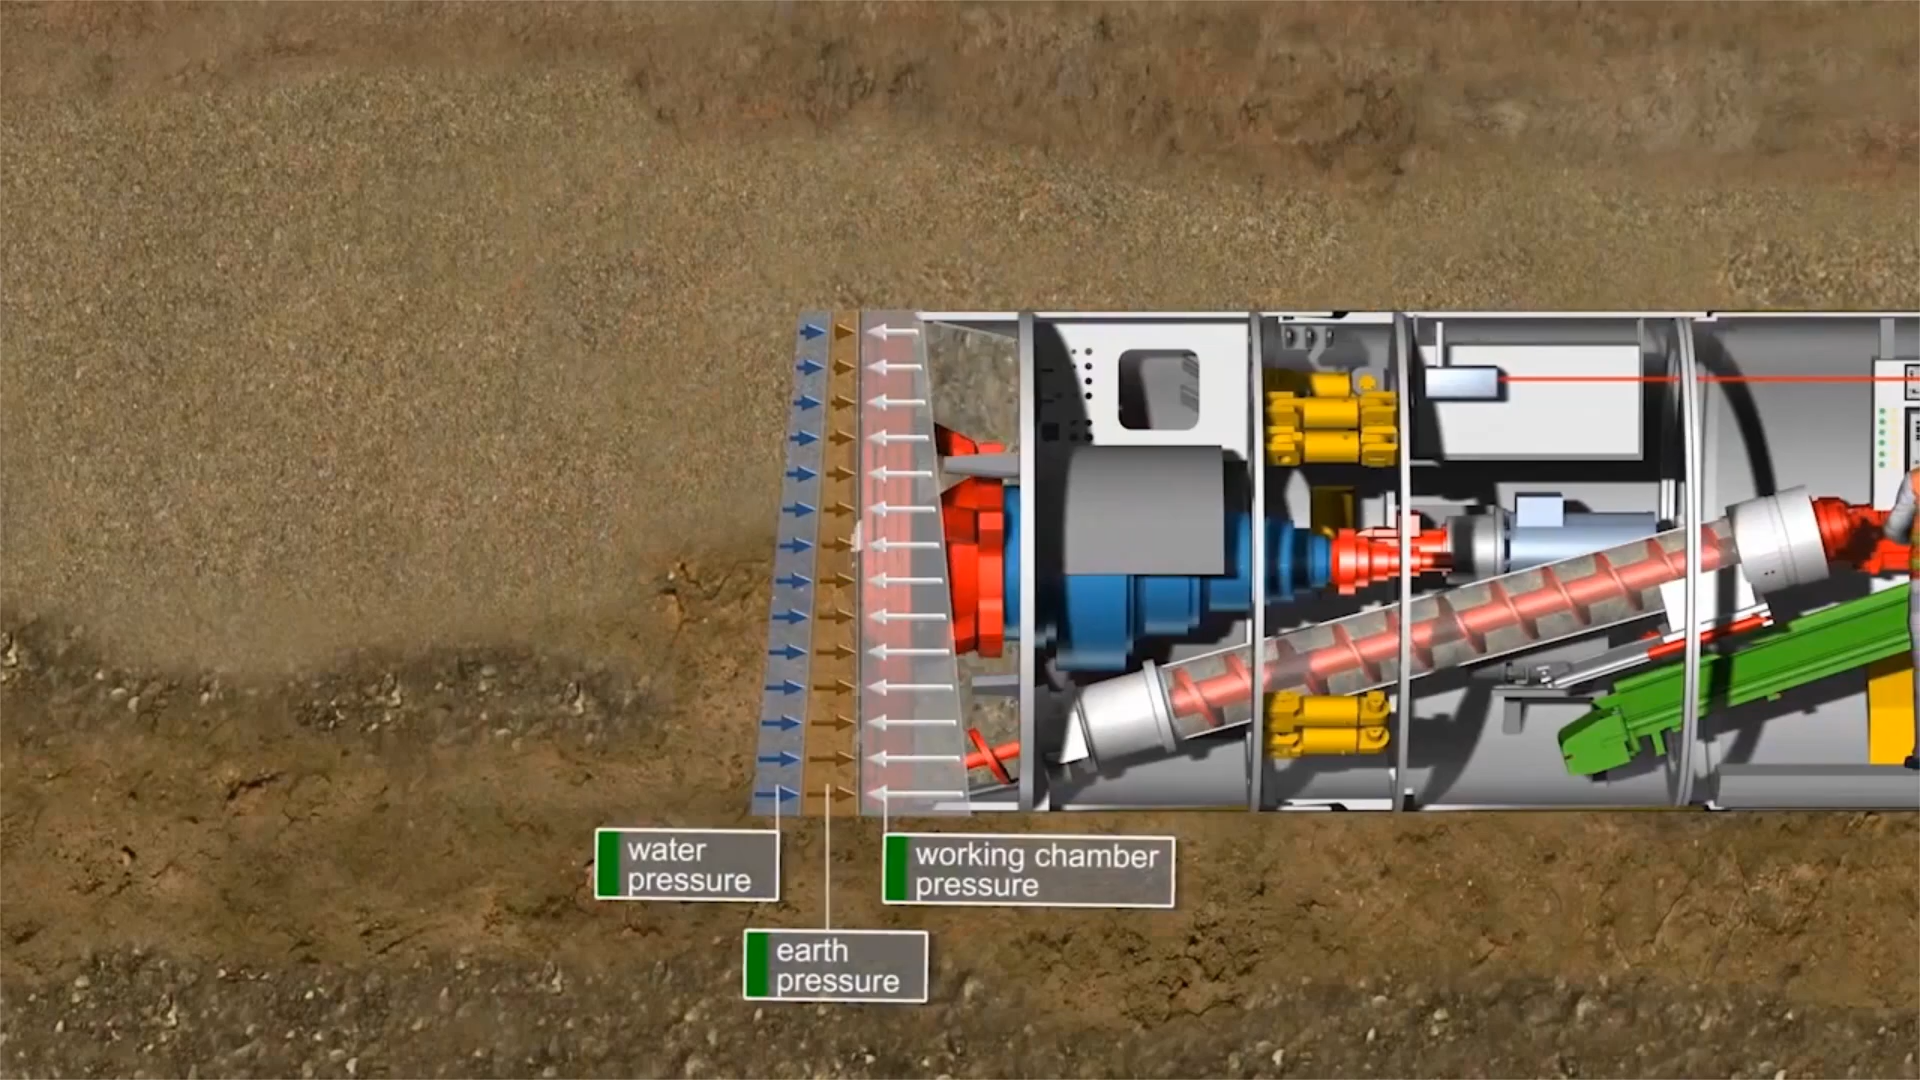 water
pressure
working chamber
pressure
earth
pressure